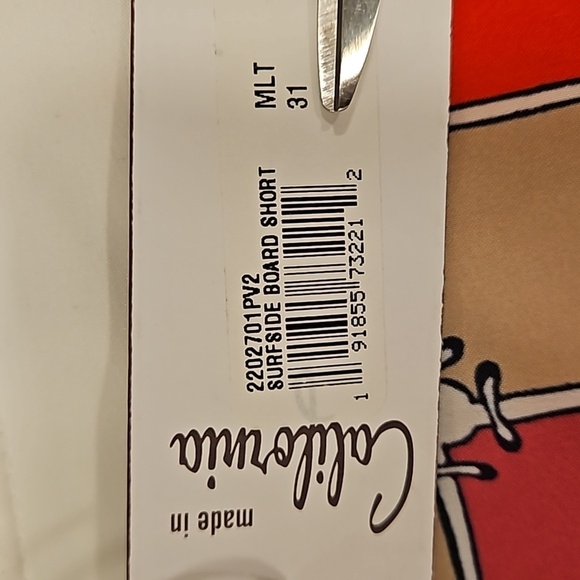 2202701PV2 MLT
SURFSIDE BOARD SHORT 31
1 91855 73221 2
made in
California